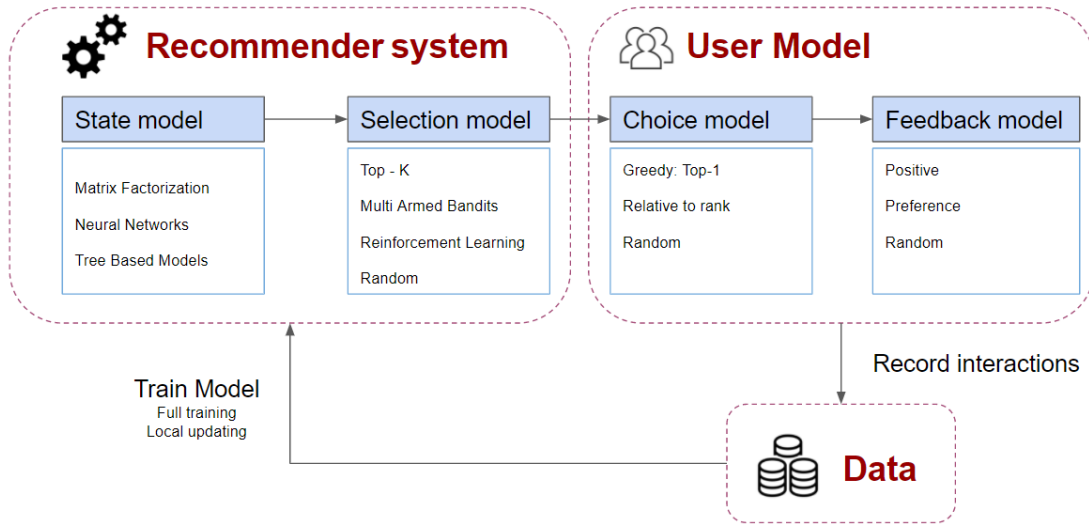 Recommender system
State model
Matrix Factorization
Neural Networks
Tree Based Models
Selection model
Top - K
Multi Armed Bandits
Reinforcement Learning
Random
User Model
Choice model
Greedy: Top-1
Relative to rank
Random
Feedback model
Positive
Preference
Random
Record interactions
Data
Train Model
Full training
Local updating